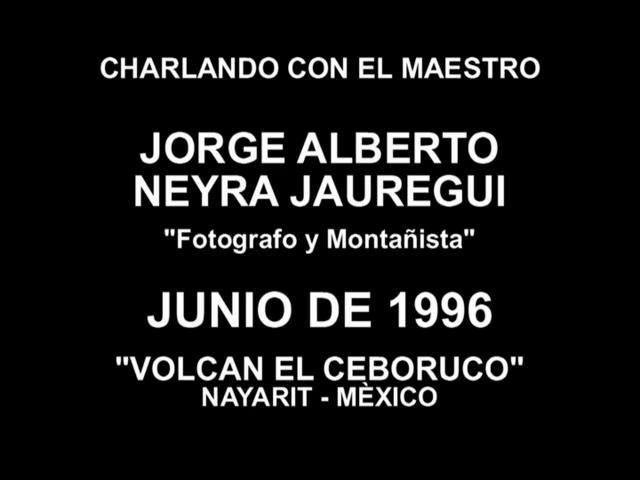 CHARLANDO CON EL MAESTRO
JORGE ALBERTO
NEYRA JAUREGUI
"Fotografo y Montañista"
JUNIO DE 1996
"VOLCAN EL CEBORUCO"
NAYARIT - MÈXICO